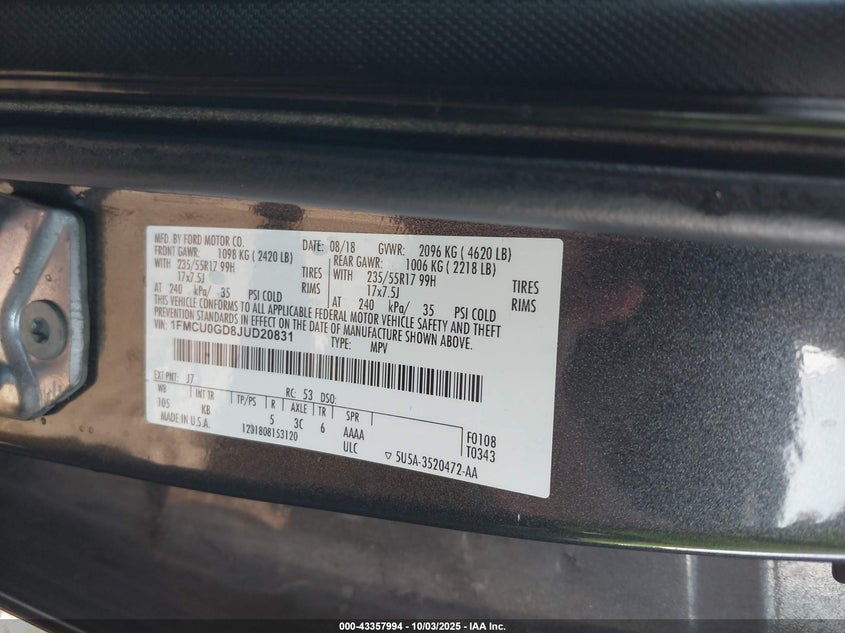 MFD. BY FORD MOTOR CO. DATE: 08/18 GVWR: 2096 KG ( 4620 LB)
FRONT GAWR: 1098 KG ( 2420 LB) REAR GAWR: 1006 KG ( 2218 LB)
WITH 235/55R17 99H TIRES WITH 235/55R17 99H TIRES
17x7.5J RIMS 17x7.5J RIMS
AT 240 kPa/ 35 PSI COLD AT 240 kPa/ 35 PSI COLD
THIS VEHICLE CONFORMS TO ALL APPLICABLE FEDERAL MOTOR VEHICLE SAFETY AND THEFT
PREVENTION STANDARDS IN EFFECT ON THE DATE OF MANUFACTURE SHOWN ABOVE.
VIN: 1FMCU0GD8JUD20831 TYPE: MPV
EXT PNT: J7 RC: 53 DSO:
WB INT TR TP/PS R AXLE TR SPR
105 KB 5 3C 6 AAAA F0108
MADE IN U.S.A. 1291808153120 ULC T0343
▽ 5U5A-3520472-AA
000-43357994 - 10/03/2025 - IAA Inc.